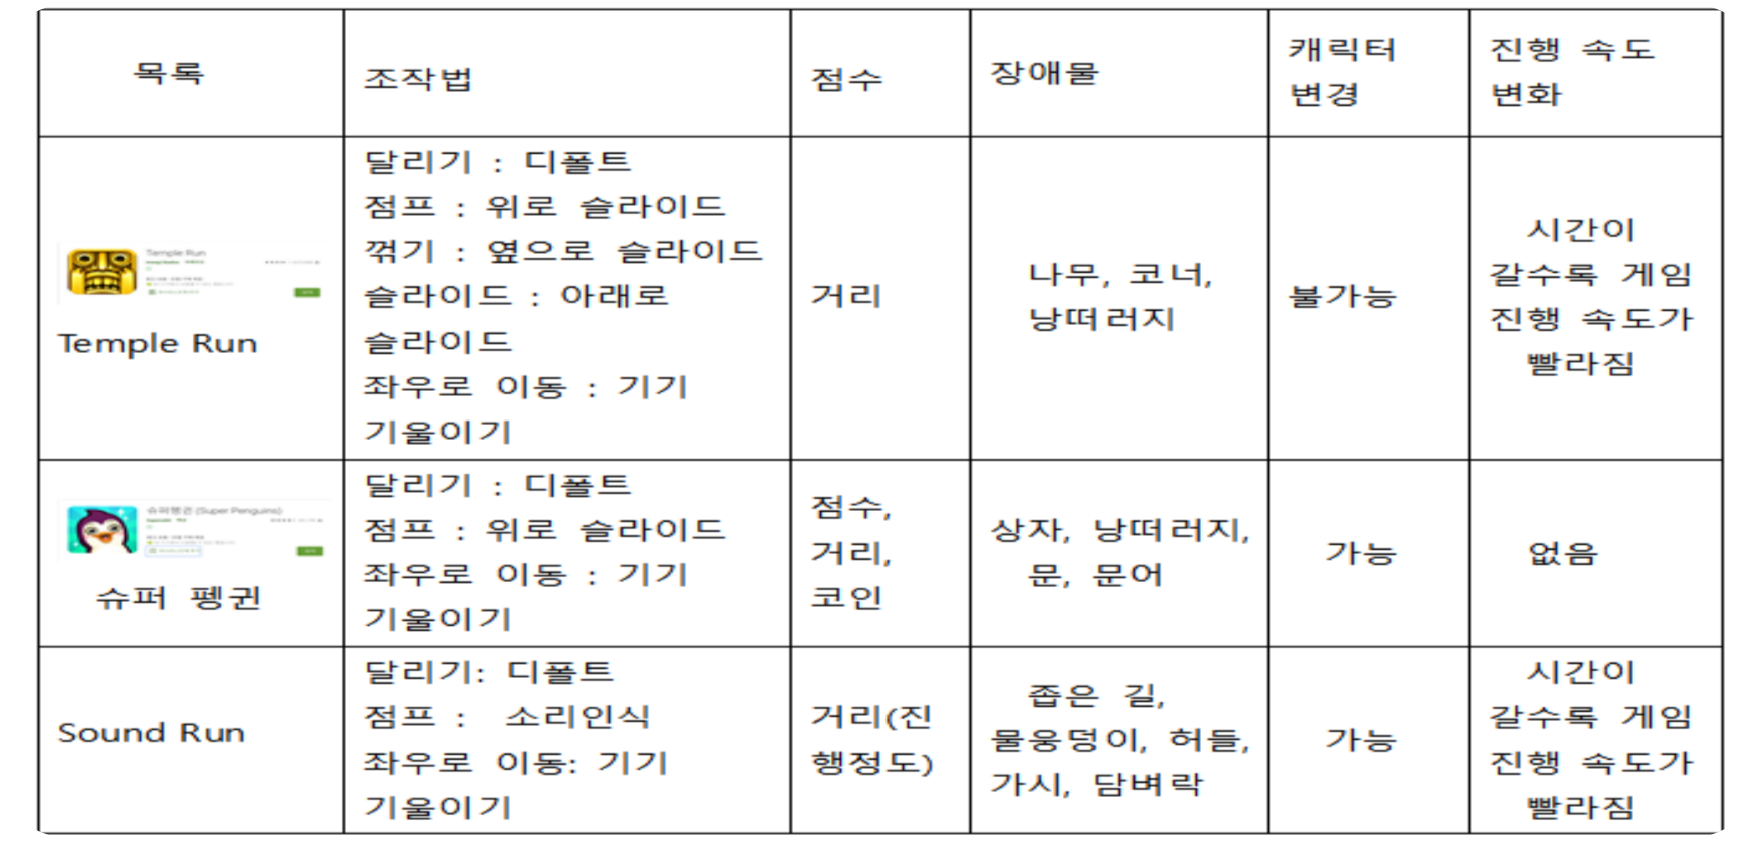 목록
조작법
점수
장애물
캐릭터
변경
진행 속도
변화
Temple Run
Temple Run
달리기 : 디폴트
점프 : 위로 슬라이드
꺾기 : 옆으로 슬라이드
슬라이드 : 아래로
슬라이드
좌우로 이동 : 기기
기울이기
거리
나무, 코너,
낭떠러지
불가능
시간이
갈수록 게임
진행 속도가
빨라짐
슈퍼펭귄 (Super Penguins)
슈퍼 펭귄
달리기 : 디폴트
점프 : 위로 슬라이드
좌우로 이동 : 기기
기울이기
점수,
거리,
코인
상자, 낭떠러지,
문, 문어
가능
없음
Sound Run
달리기: 디폴트
점프 : 소리인식
좌우로 이동: 기기
기울이기
거리(진
행정도)
좁은 길,
물웅덩이, 허들,
가시, 담벼락
가능
시간이
갈수록 게임
진행 속도가
빨라짐